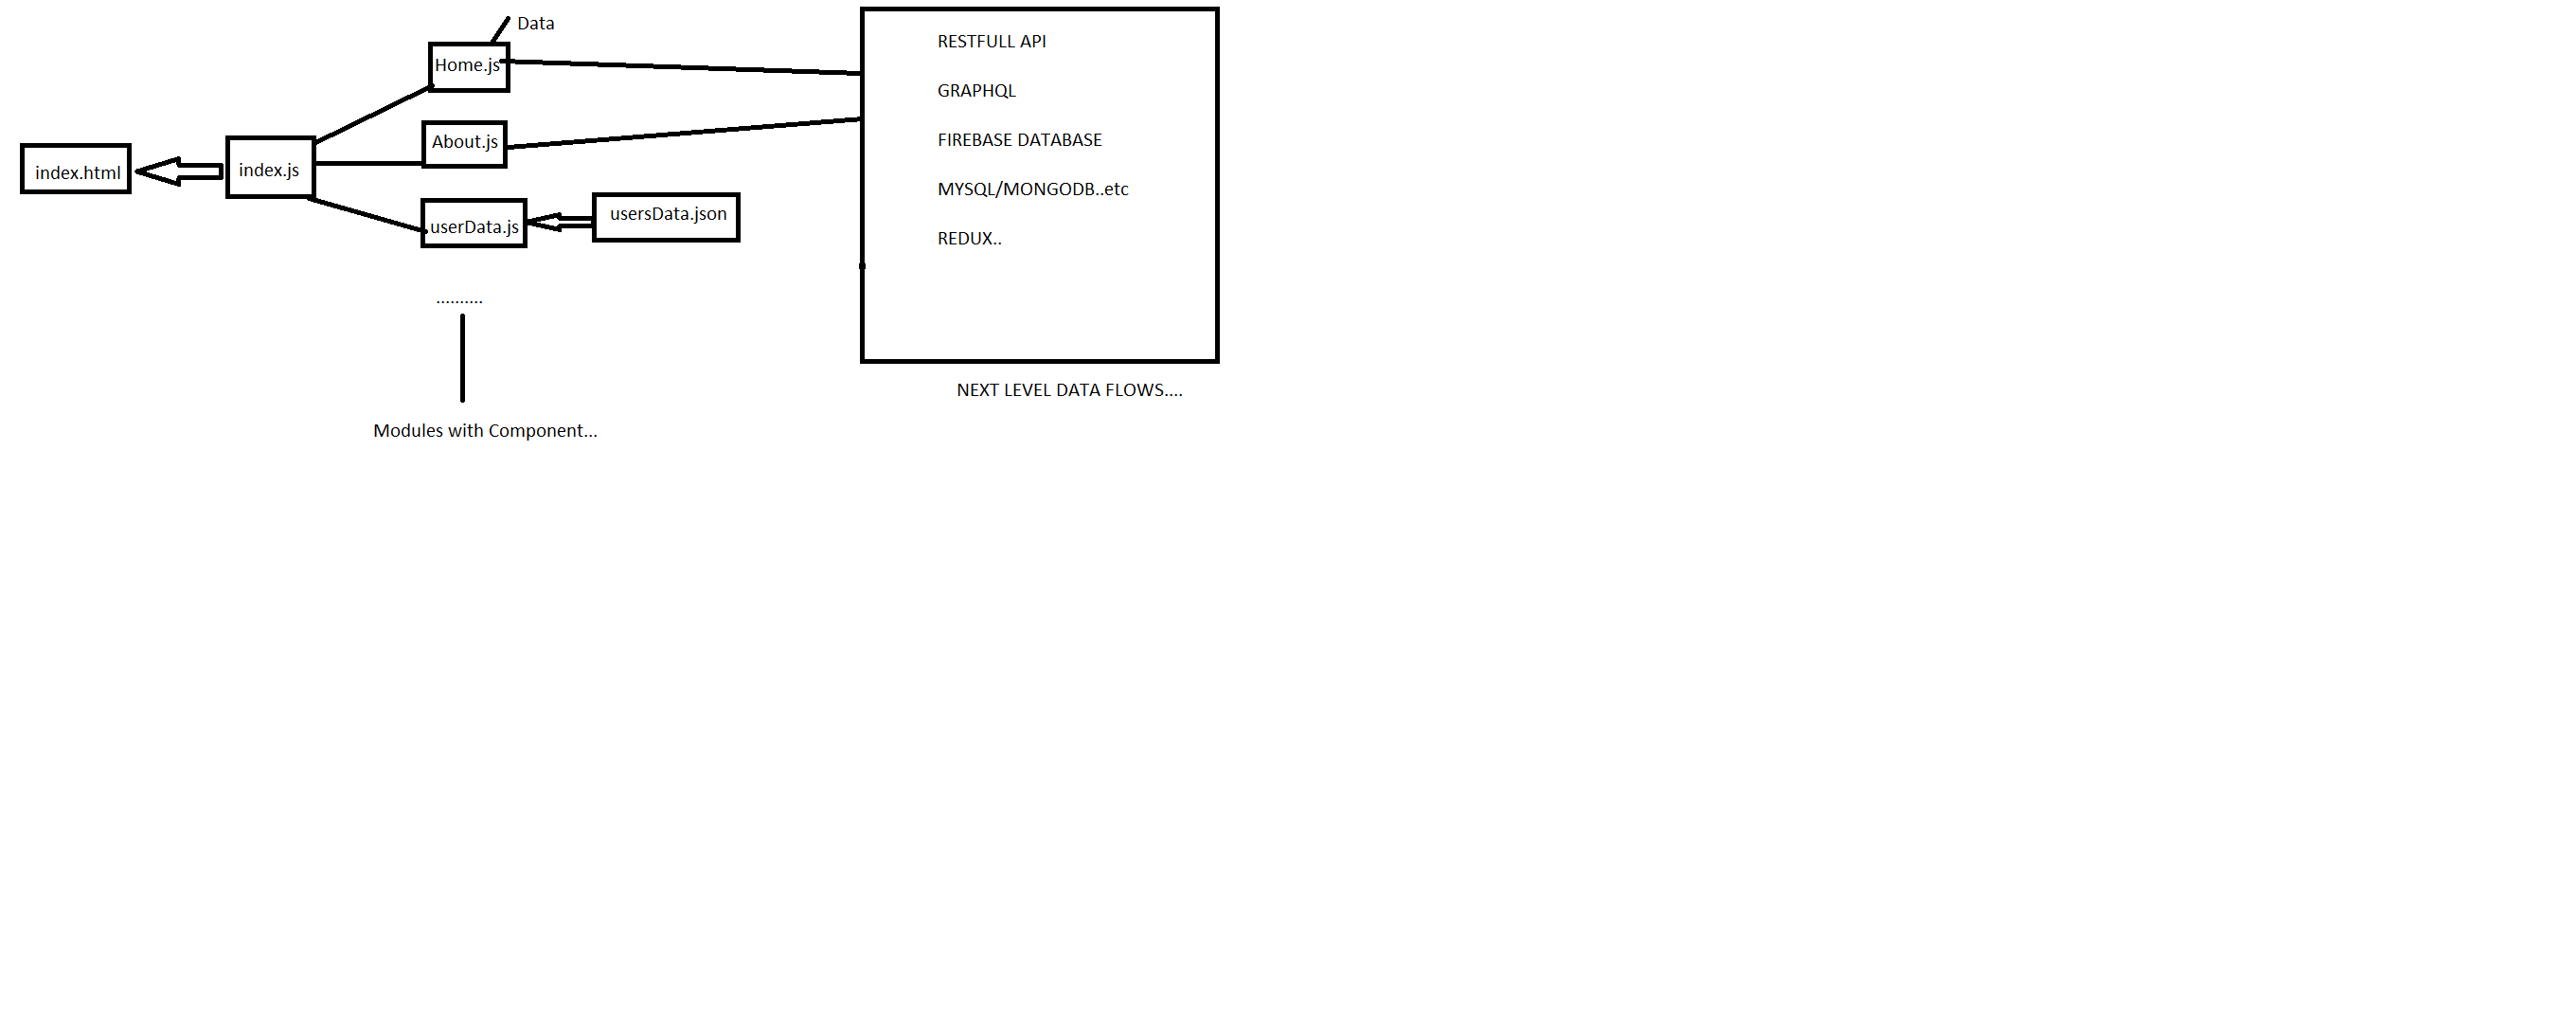 Data
Home.js
About.js
index.html
index.js
userData.js
usersData.json
..........
Modules with Component...
RESTFULL API
GRAPHQL
FIREBASE DATABASE
MYSQL/MONGODB..etc
REDUX..
NEXT LEVEL DATA FLOWS....